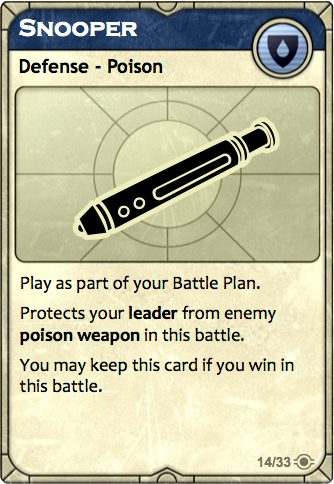 Snooper
Defense - Poison
Play as part of your Battle Plan.
Protects your leader from enemy
poison weapon in this battle.
You may keep this card if you win in
this battle.
14/33